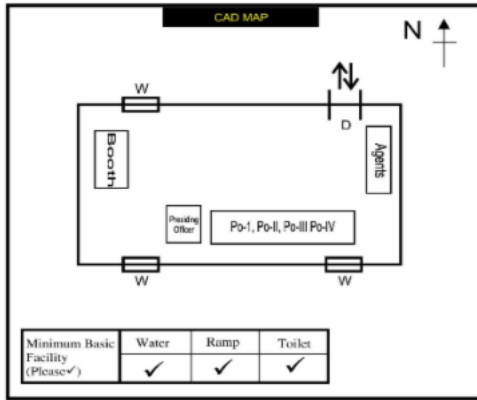 CAD MAP
N
W
D
Booth
Agents
Presiding
Officer
Po-1, Po-II, Po-III Po-IV
W
W
Minimum Basic
Facility
(Please✓)
Water
Ramp
Toilet
✓
✓
✓